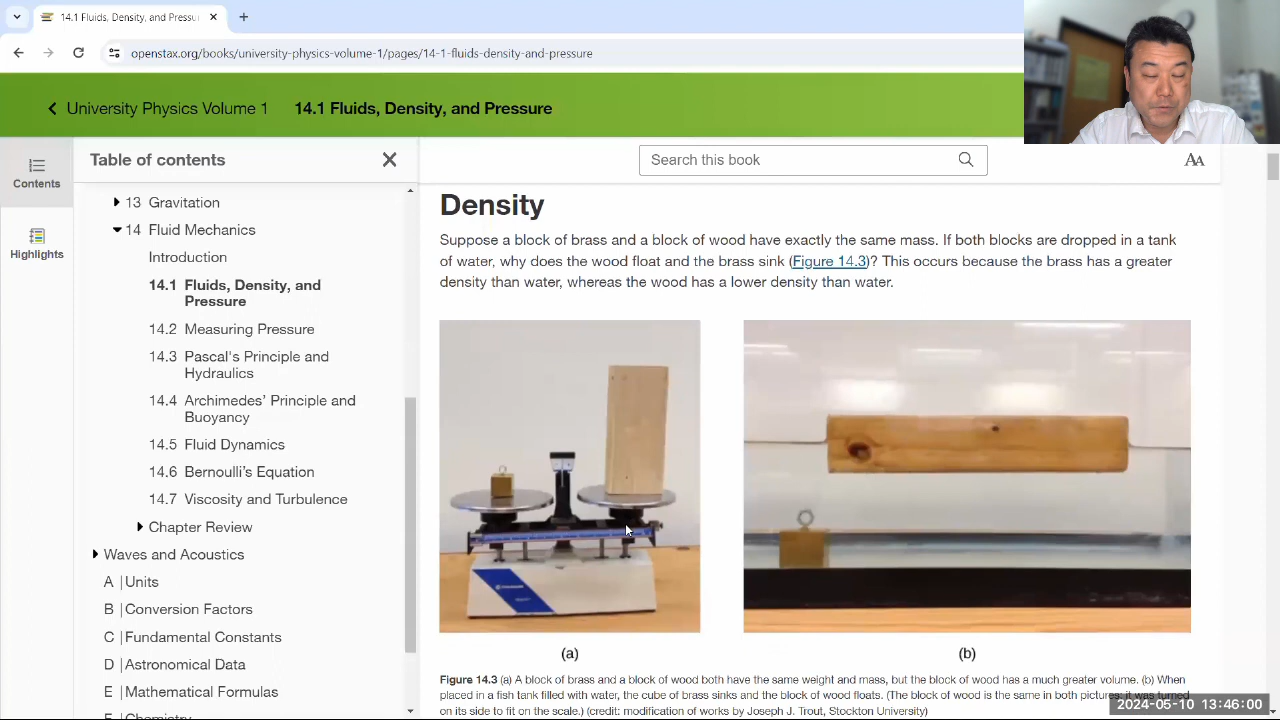 14.1 Fluids, Density, and Pressu
openstax.org/books/university-physics-volume-1/pages/14-1-fluids-density-and-pressure
University Physics Volume 1 14.1 Fluids, Density, and Pressure
Contents
Highlights
Table of contents
13 Gravitation
14 Fluid Mechanics
Introduction
14.1 Fluids, Density, and
Pressure
14.2 Measuring Pressure
14.3 Pascal's Principle and
Hydraulics
14.4 Archimedes’ Principle and
Buoyancy
14.5 Fluid Dynamics
14.6 Bernoulli’s Equation
14.7 Viscosity and Turbulence
Chapter Review
Waves and Acoustics
A | Units
B | Conversion Factors
C | Fundamental Constants
D | Astronomical Data
E | Mathematical Formulas
F | Chemistry
Search this book
AA
Density
Suppose a block of brass and a block of wood have exactly the same mass. If both blocks are dropped in a tank
of water, why does the wood float and the brass sink (Figure 14.3)? This occurs because the brass has a greater
density than water, whereas the wood has a lower density than water.
(a)
(b)
Figure 14.3 (a) A block of brass and a block of wood both have the same weight and mass, but the block of wood has a much greater volume. (b) When
placed in a fish tank filled with water, the cube of brass sinks and the block of wood floats. (The block of wood is the same in both pictures; it was turned
on its side to fit on the scale.) (credit: modification of works by Joseph J. Trout, Stockton University)
2024-05-10 13:46:00